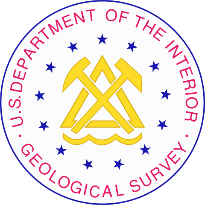 U.S. DEPARTMENT OF THE INTERIOR
GEOLOGICAL SURVEY